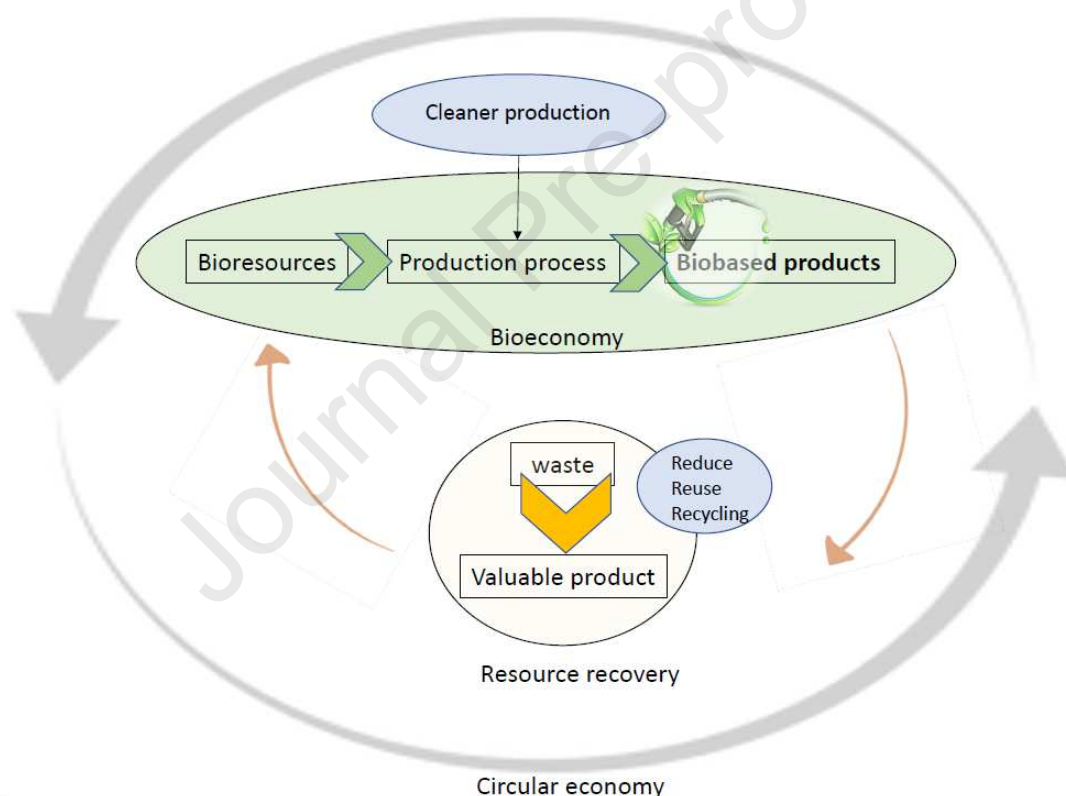 Journal Pre-pro
Cleaner production
Bioresources
Production process
Biobased products
Bioeconomy
waste
Reduce
Reuse
Recycling
Valuable product
Resource recovery
Circular economy